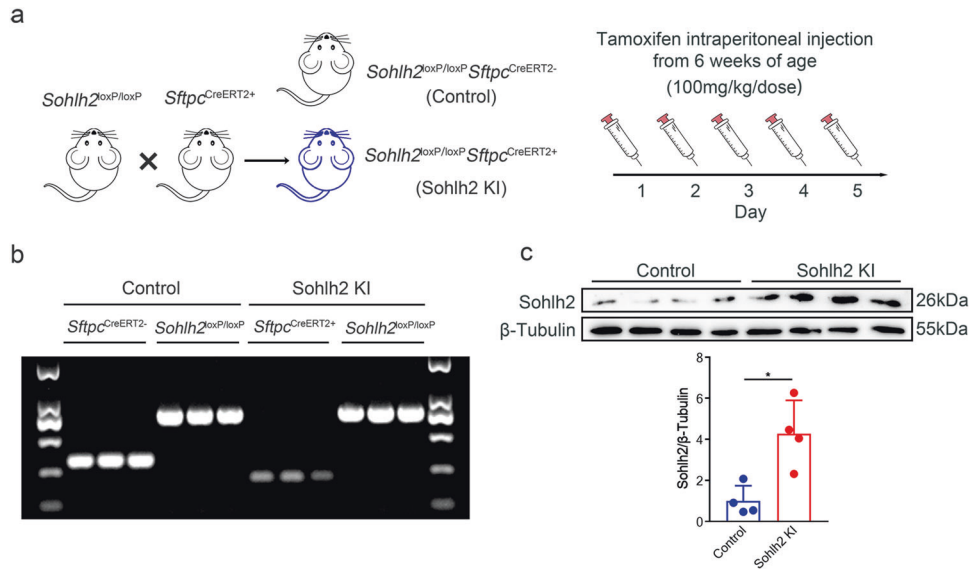 a
Sohlh2loxP/loxP
SftpcCreERT2+
Sohlh2loxP/loxPSftpcCreERT2-
(Control)
Sohlh2loxP/loxPSftpcCreERT2+
(Sohlh2 KI)
Tamoxifen intraperitoneal injection
from 6 weeks of age
(100mg/kg/dose)
1 2 3 4 5
Day
b
Control Sohlh2 KI
SftpcCreERT2- Sohlh2loxP/loxP SftpcCreERT2+ Sohlh2loxP/loxP
c
Control Sohlh2 KI
Sohlh2 26kDa
β-Tubulin 55kDa
Sohlh2/β-Tubulin
8
6
4
2
0
*
Control
Sohlh2 KI